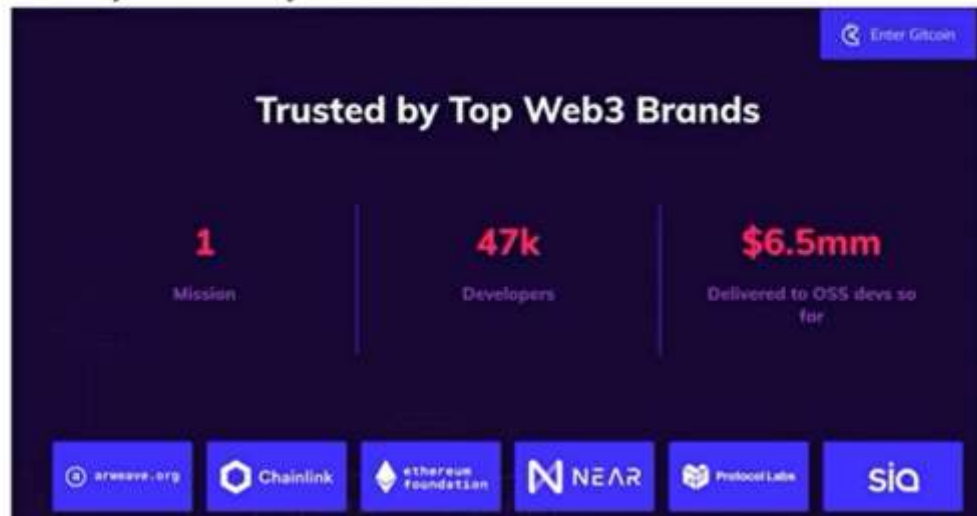 Enter Gitcoin
Trusted by Top Web3 Brands
1
47k
$6.5mm
Mission
Developers
Delivered to OSS devs so
far
arweave.org
Chainlink
ethereum
foundation
NEAR
Protocol Labs
sia